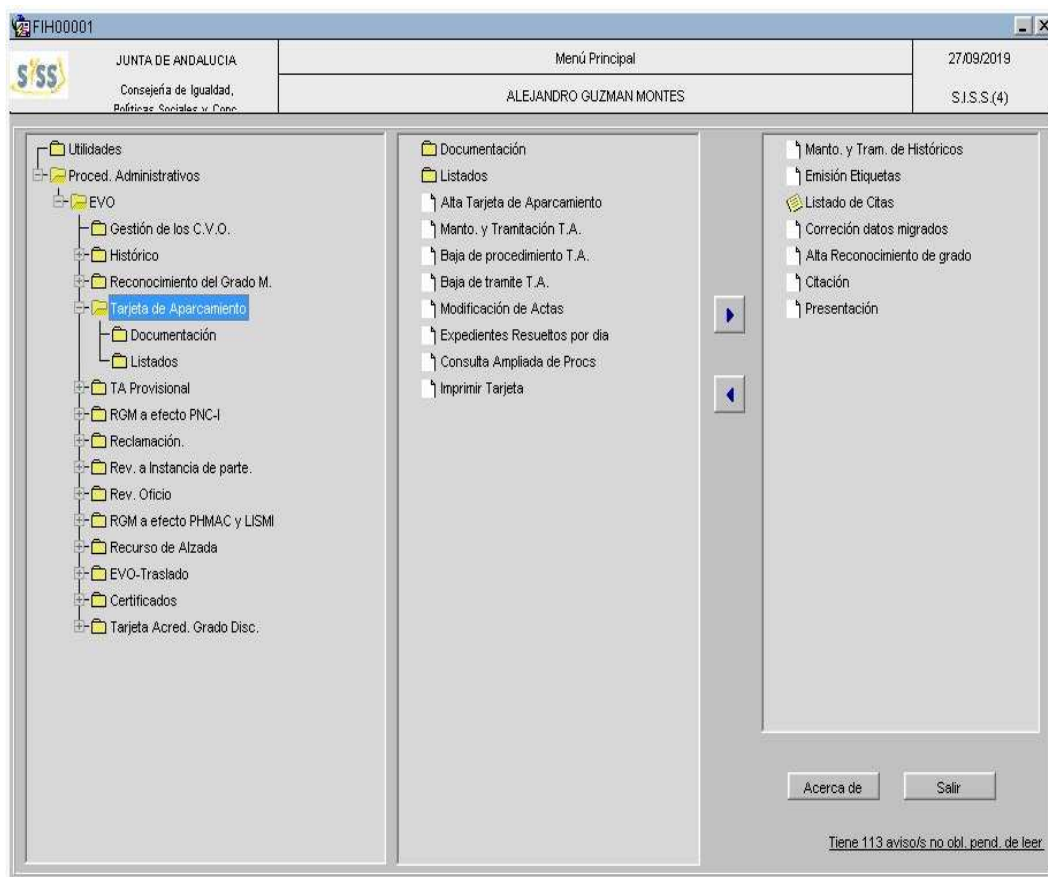 FIH00001
SISS
JUNTA DE ANDALUCIA
Consejería de Igualdad,
Políticas Sociales y Conc
Menú Principal
ALEJANDRO GUZMAN MONTES
27/09/2019
S.I.S.S.(4)
Utilidades
Proced. Administrativos
EVO
Gestión de los C.V.O.
Histórico
Reconocimiento del Grado M.
Tarjeta de Aparcamiento
Documentación
Listados
TA Provisional
RGM a efecto PNC-I
Reclamación.
Rev. a Instancia de parte.
Rev. Oficio
RGM a efecto PHMAC y LISMI
Recurso de Alzada
EVO-Traslado
Certificados
Tarjeta Acred. Grado Disc.
Documentación
Listados
Alta Tarjeta de Aparcamiento
Manto. y Tramitación T.A.
Baja de procedimiento T.A.
Baja de tramite T.A.
Modificación de Actas
Expedientes Resueltos por dia
Consulta Ampliada de Procs
Imprimir Tarjeta
Manto. y Tram. de Históricos
Emisión Etiquetas
Listado de Citas
Correción datos migrados
Alta Reconocimiento de grado
Citación
Presentación
Acerca de
Salir
Tiene 113 aviso/s no obl. pend. de leer